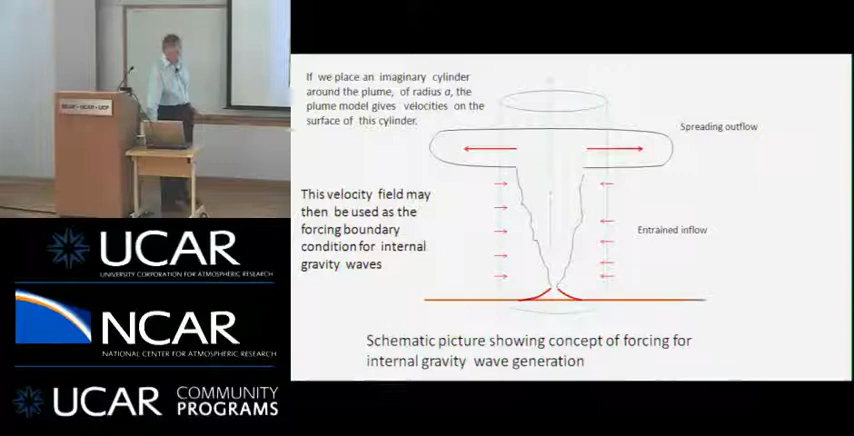 If we place an imaginary cylinder
around the plume, of radius a, the
plume model gives velocities on the
surface of this cylinder.
Spreading outflow
This velocity field may
then be used as the
forcing boundary
condition for internal
gravity waves
Entrained inflow
Schematic picture showing concept of forcing for
internal gravity wave generation
UCAR
UNIVERSITY CORPORATION FOR ATMOSPHERIC RESEARCH
NCAR
NATIONAL CENTER FOR ATMOSPHERIC RESEARCH
UCAR COMMUNITY
PROGRAMS